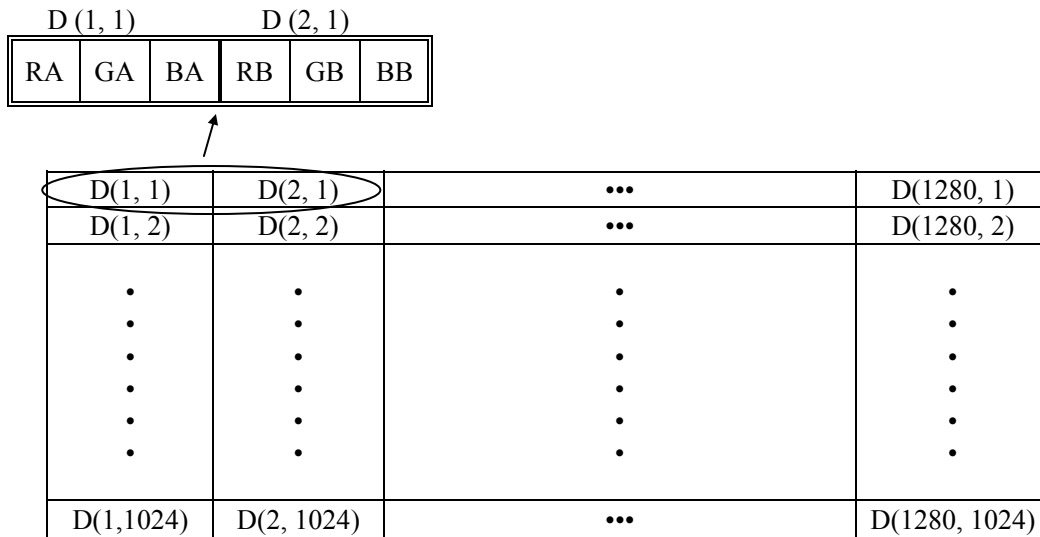 D (1, 1) D (2, 1)
RA GA BA RB GB BB
D(1, 1) D(2, 1) ••• D(1280, 1)
D(1, 2) D(2, 2) ••• D(1280, 2)
• • • •
• • • •
• • • •
• • • •
• • • •
• • • •
D(1,1024) D(2, 1024) ••• D(1280, 1024)